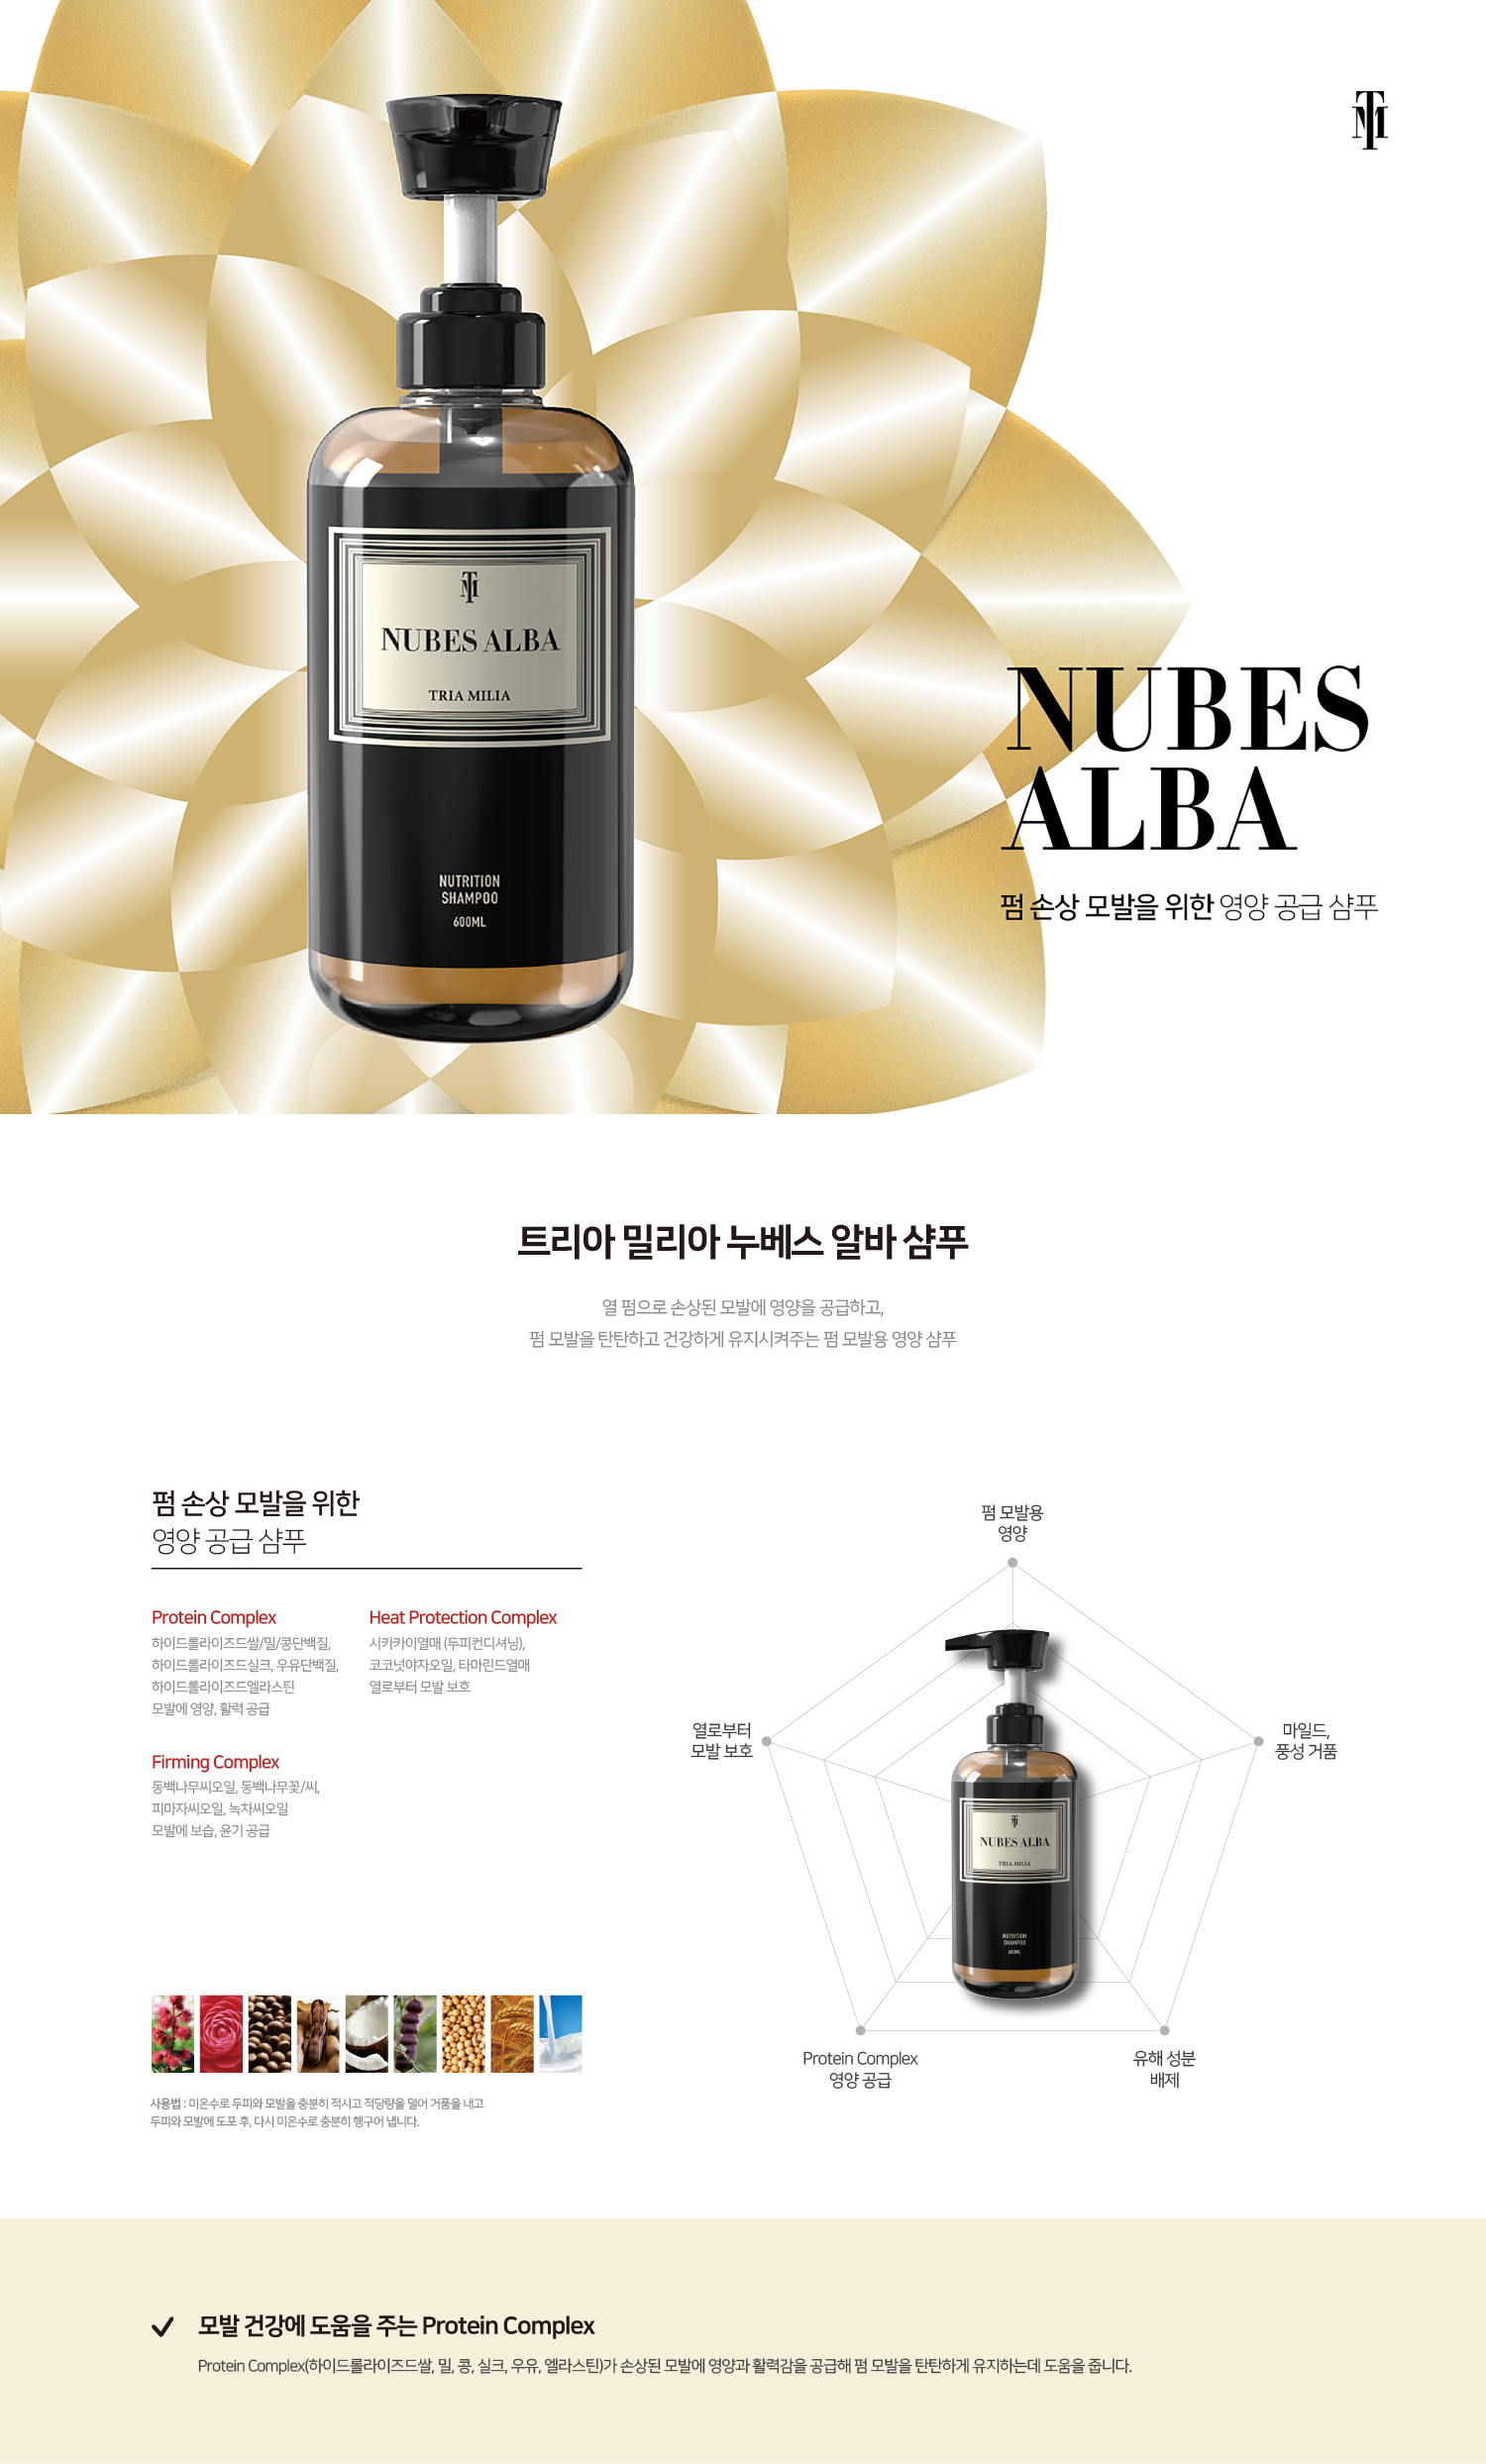 TM
TM
NUBES ALBA
TRIA MILIA
NUTRITION
SHAMPOO
600ML
NUBES
ALBA
펌 손상 모발을 위한 영양 공급 샴푸
트리아 밀리아 누베스 알바 샴푸
열 펌으로 손상된 모발에 영양을 공급하고,
펌 모발을 탄탄하고 건강하게 유지시켜주는 펌 모발용 영양 샴푸
펌 손상 모발을 위한
영양 공급 샴푸
Protein Complex
하이드롤라이즈드쌀/밀/콩단백질,
하이드롤라이즈드실크, 우유단백질,
하이드롤라이즈드엘라스틴
모발에 영양, 활력 공급
Heat Protection Complex
시카카이열매 (두피컨디셔닝),
코코넛야자오일, 타마린드열매
열로부터 모발 보호
Firming Complex
동백나무씨오일, 동백나무꽃/씨,
피마자씨오일, 녹차씨오일
모발에 보습, 윤기 공급
펌 모발용
영양
열로부터
모발 보호
마일드,
풍성 거품
TM
NUBES ALBA
TRIA MILIA
NUTRITION
SHAMPOO
600ML
Protein Complex
영양 공급
유해 성분
배제
사용법 : 미온수로 두피와 모발을 충분히 적시고 적당량을 덜어 거품을 내고
두피와 모발에 도포 후, 다시 미온수로 충분히 헹구어 냅니다.
모발 건강에 도움을 주는 Protein Complex
Protein Complex(하이드롤라이즈드쌀, 밀, 콩, 실크, 우유, 엘라스틴)가 손상된 모발에 영양과 활력감을 공급해 펌 모발을 탄탄하게 유지하는데 도움을 줍니다.